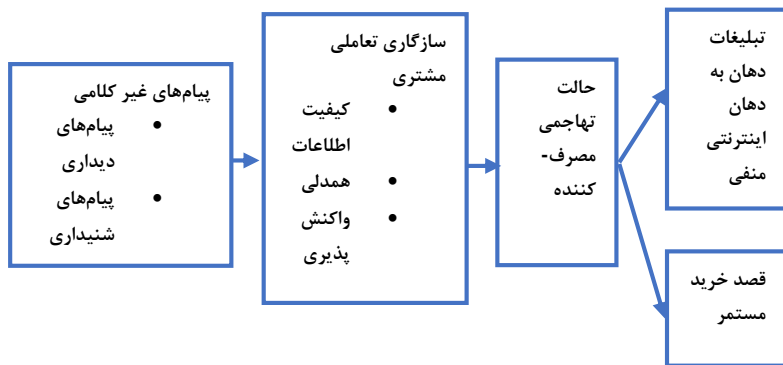 پیام‌های غیر کلامی
• پیام‌های
دیداری
• پیام‌های
شنیداری
سازگاری تعاملی
مشتری
• کیفیت
اطلاعات
• همدلی
• واکنش
پذیری
حالت
تهاجمی
مصرف-
کننده
تبلیغات
دهان به
دهان
اینترنتی
منفی
قصد خرید
مستمر